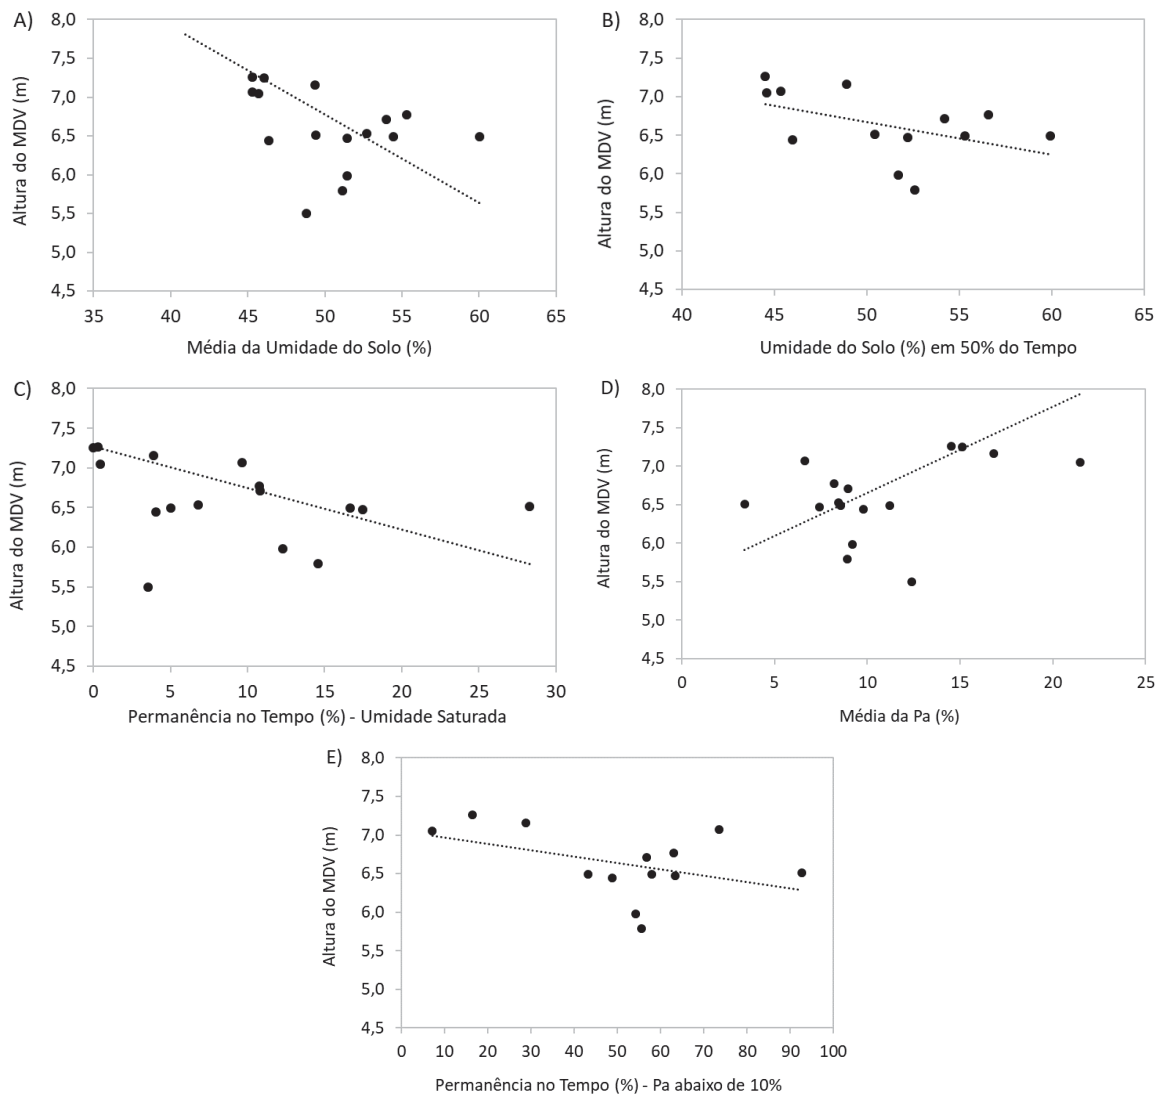 A)
8,0
7,5
7,0
6,5
6,0
5,5
5,0
4,5
Altura do MDV (m)
35 40 45 50 55 60 65
Média da Umidade do Solo (%)
B)
8,0
7,5
7,0
6,5
6,0
5,5
5,0
4,5
Altura do MDV (m)
40 45 50 55 60 65
Umidade do Solo (%) em 50% do Tempo
C)
8,0
7,5
7,0
6,5
6,0
5,5
5,0
4,5
Altura do MDV (m)
0 5 10 15 20 25 30
Permanência no Tempo (%) - Umidade Saturada
D)
8,0
7,5
7,0
6,5
6,0
5,5
5,0
4,5
Altura do MDV (m)
0 5 10 15 20 25
Média da Pa (%)
E)
8,0
7,5
7,0
6,5
6,0
5,5
5,0
4,5
Altura do MDV (m)
0 10 20 30 40 50 60 70 80 90 100
Permanência no Tempo (%) - Pa abaixo de 10%